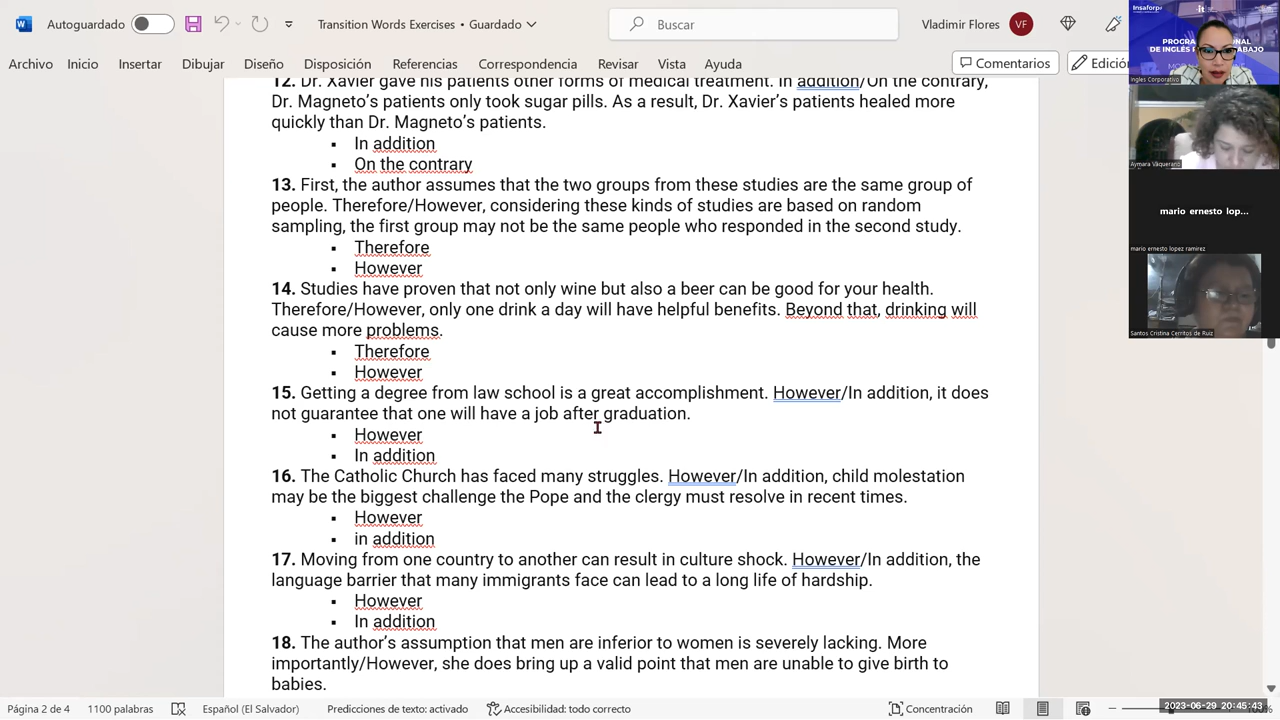 Autoguardado
Transition Words Exercises • Guardado
Buscar
Vladimir Flores
VF
Archivo Inicio Insertar Dibujar Diseño Disposición Referencias Correspondencia Revisar Vista Ayuda
Comentarios
Edición
12. Dr. Xavier gave his patients other forms of medical treatment. In addition/On the contrary,
Dr. Magneto's patients only took sugar pills. As a result, Dr. Xavier's patients healed more
quickly than Dr. Magneto's patients.
▪ In addition
▪ On the contrary
13. First, the author assumes that the two groups from these studies are the same group of
people. Therefore/However, considering these kinds of studies are based on random
sampling, the first group may not be the same people who responded in the second study.
▪ Therefore
▪ However
14. Studies have proven that not only wine but also a beer can be good for your health.
Therefore/However, only one drink a day will have helpful benefits. Beyond that, drinking will
cause more problems.
▪ Therefore
▪ However
15. Getting a degree from law school is a great accomplishment. However/In addition, it does
not guarantee that one will have a job after graduation.
▪ However
▪ In addition
16. The Catholic Church has faced many struggles. However/In addition, child molestation
may be the biggest challenge the Pope and the clergy must resolve in recent times.
▪ However
▪ in addition
17. Moving from one country to another can result in culture shock. However/In addition, the
language barrier that many immigrants face can lead to a long life of hardship.
▪ However
▪ In addition
18. The author's assumption that men are inferior to women is severely lacking. More
importantly/However, she does bring up a valid point that men are unable to give birth to
babies.
Insaforp
Ingles Corporativo
Aymara Vaquerano
mario ernesto lop...
mario ernesto lopez ramirez
Santos Cristina Cerritos de Ruiz
Página 2 de 4
1100 palabras
Español (El Salvador)
Predicciones de texto: activado
Accesibilidad: todo correcto
Concentración
2023-06-29 20:45:43